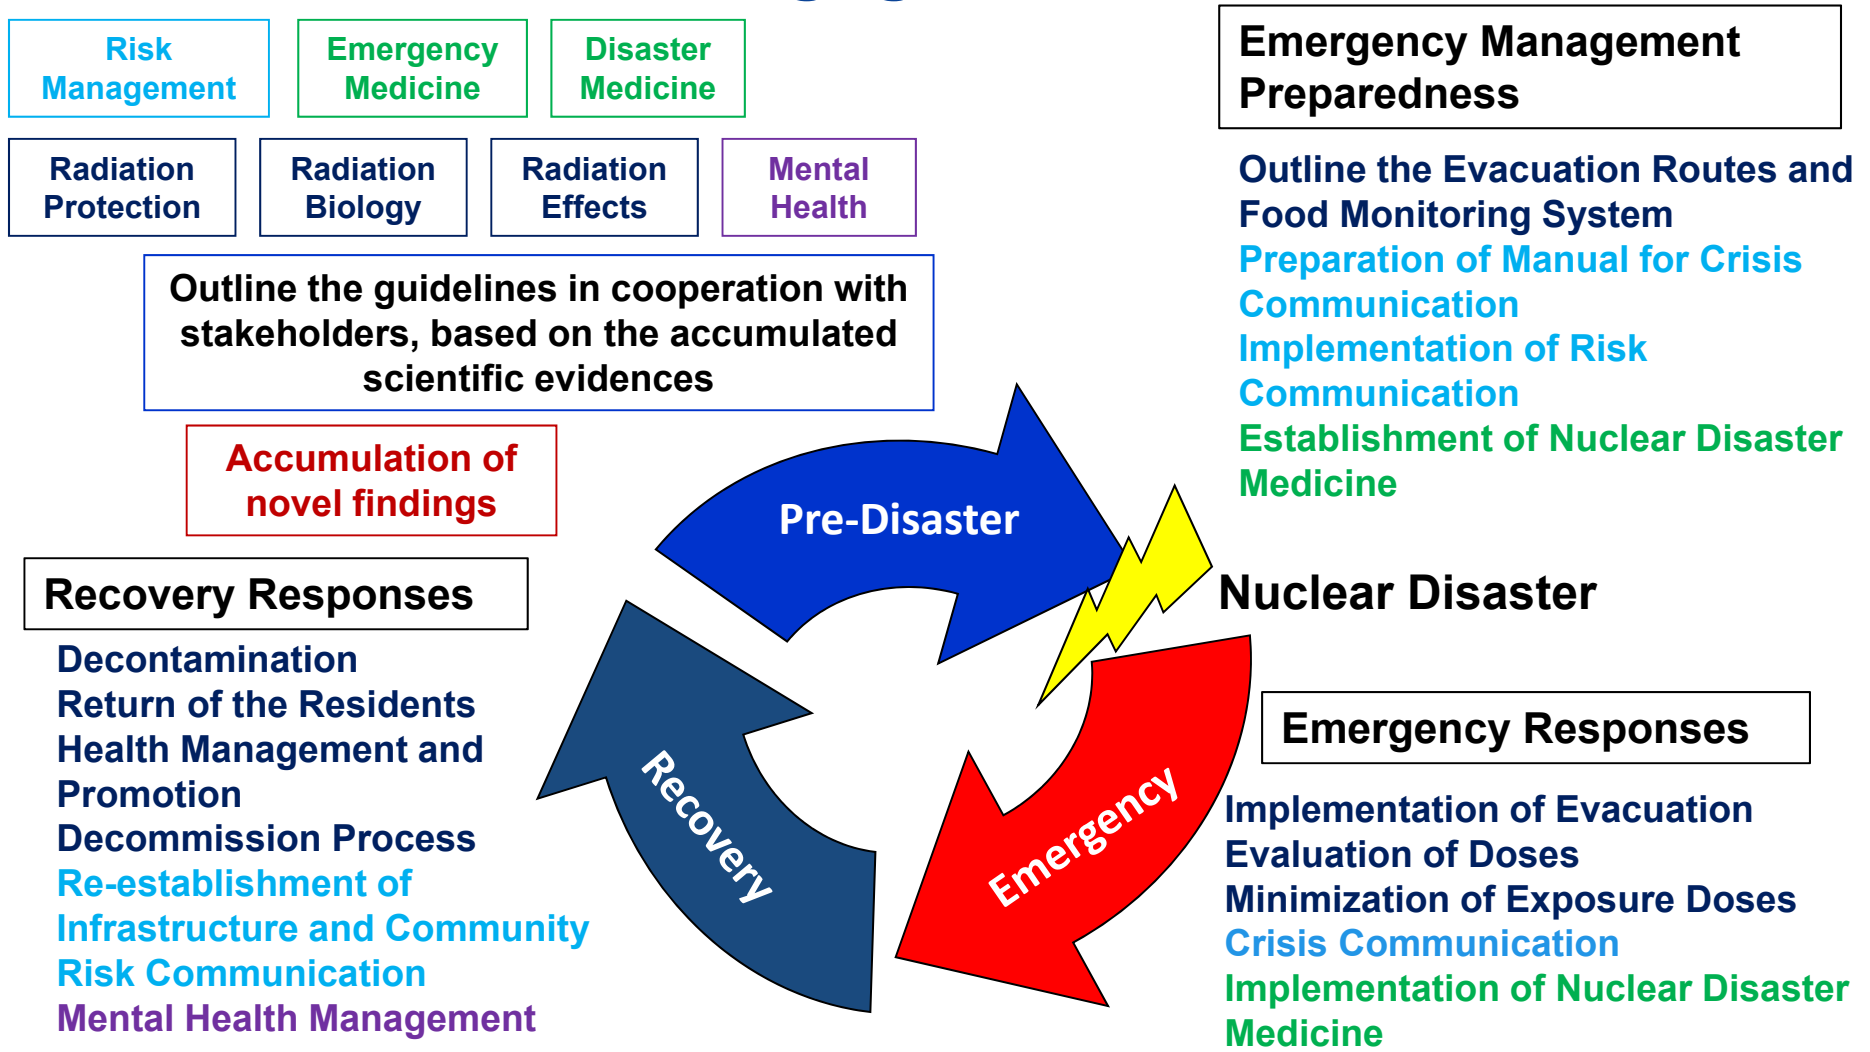 Risk
Management
Emergency
Medicine
Disaster
Medicine
Radiation
Protection
Radiation
Biology
Radiation
Effects
Mental
Health
Outline the guidelines in cooperation with
stakeholders, based on the accumulated
scientific evidences
Accumulation of
novel findings
Emergency Management
Preparedness
Outline the Evacuation Routes and
Food Monitoring System
Preparation of Manual for Crisis
Communication
Implementation of Risk
Communication
Establishment of Nuclear Disaster
Medicine
Pre-Disaster
Nuclear Disaster
Emergency
Recovery
Emergency Responses
Implementation of Evacuation
Evaluation of Doses
Minimization of Exposure Doses
Crisis Communication
Implementation of Nuclear Disaster
Medicine
Recovery Responses
Decontamination
Return of the Residents
Health Management and
Promotion
Decommission Process
Re-establishment of
Infrastructure and Community
Risk Communication
Mental Health Management